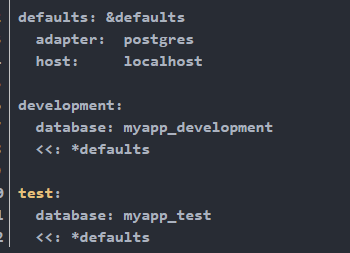 defaults: &defaults
  adapter:  postgres
  host:     localhost

development:
  database: myapp_development
  <<: *defaults

test:
  database: myapp_test
  <<: *defaults